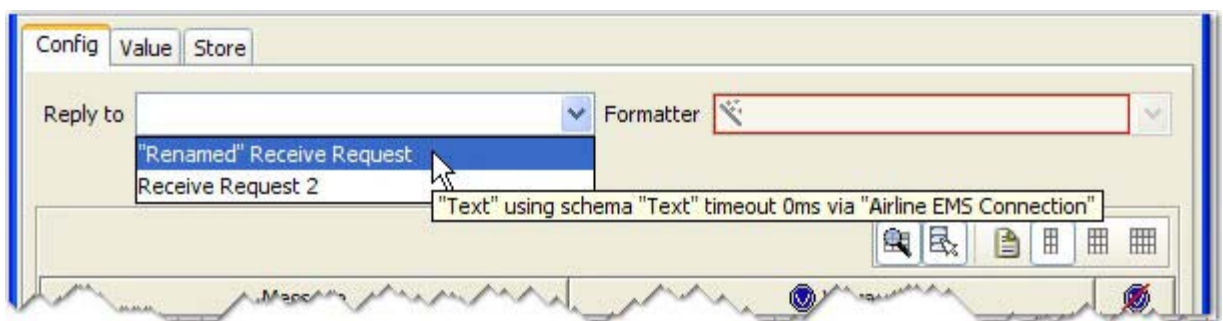 Config Value Store
Reply to Formatter
"Renamed" Receive Request
Receive Request 2
"Text" using schema "Text" timeout 0ms via "Airline EMS Connection"